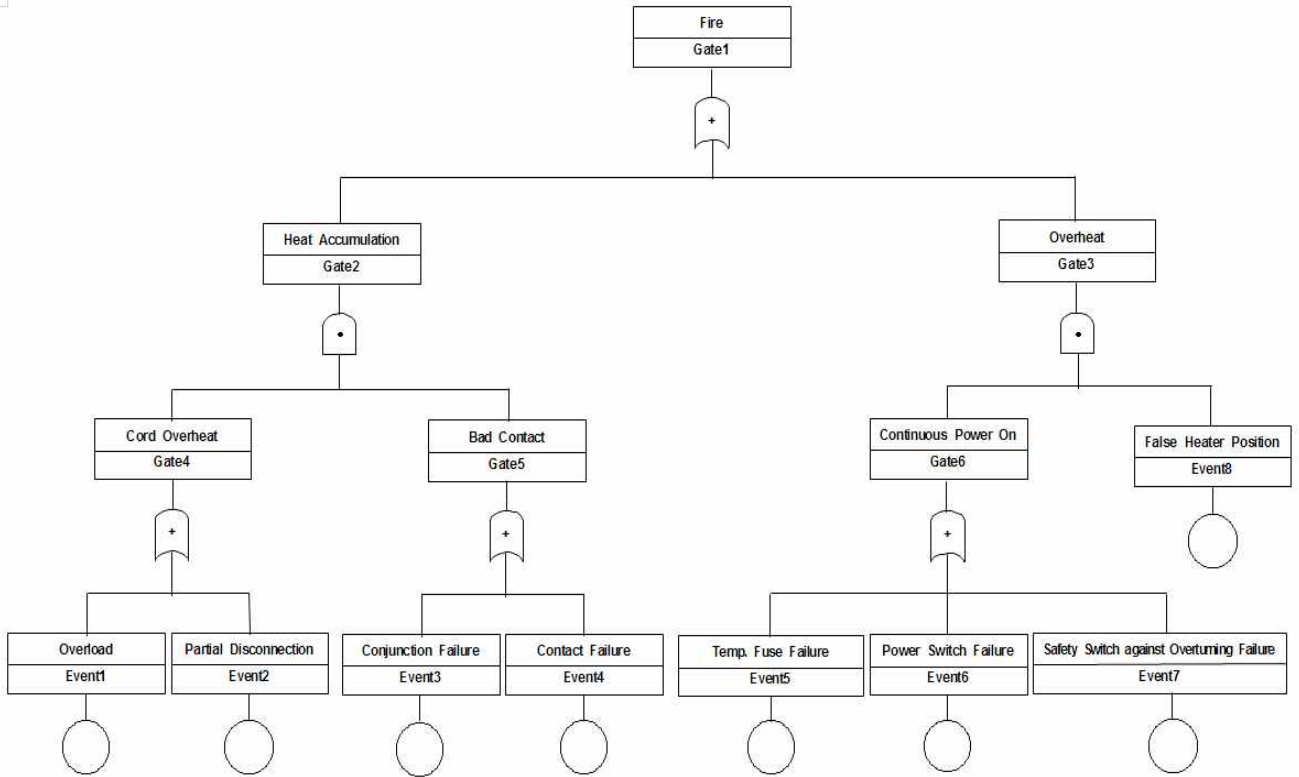 Fire
Gate1
+
Heat Accumulation
Gate2
Overheat
Gate3
•
•
Cord Overheat
Gate4
Bad Contact
Gate5
Continuous Power On
Gate6
False Heater Position
Event8
+
+
+
Overload
Event1
Partial Disconnection
Event2
Conjunction Failure
Event3
Contact Failure
Event4
Temp. Fuse Failure
Event5
Power Switch Failure
Event6
Safety Switch against Overturning Failure
Event7